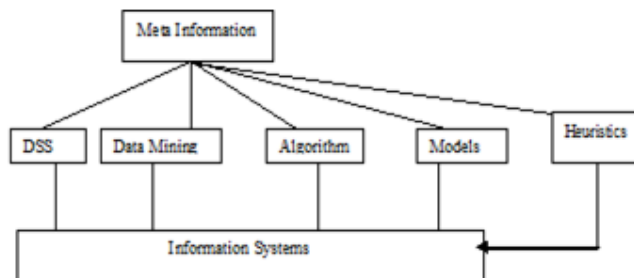 Meta Information
DSS
Data Mining
Algorithm
Models
Heuristics
Information Systems